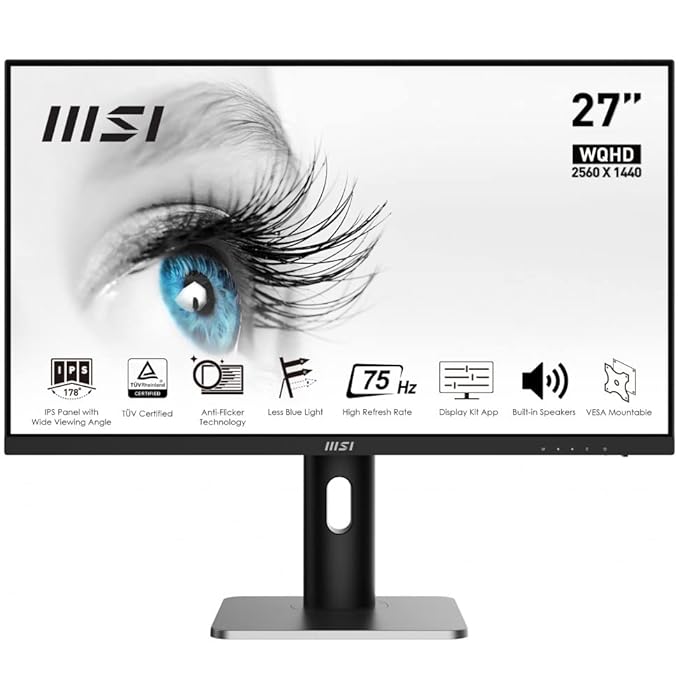 msi
27"
WQHD
2560 X 1440
IPS
178°
IPS Panel with
Wide Viewing Angle
TÜVRheinland
CERTIFIED
TÜV Certified
Anti-Flicker
Technology
Less Blue Light
75 Hz
High Refresh Rate
Display Kit App
Built-in Speakers
VESA Mountable
msi